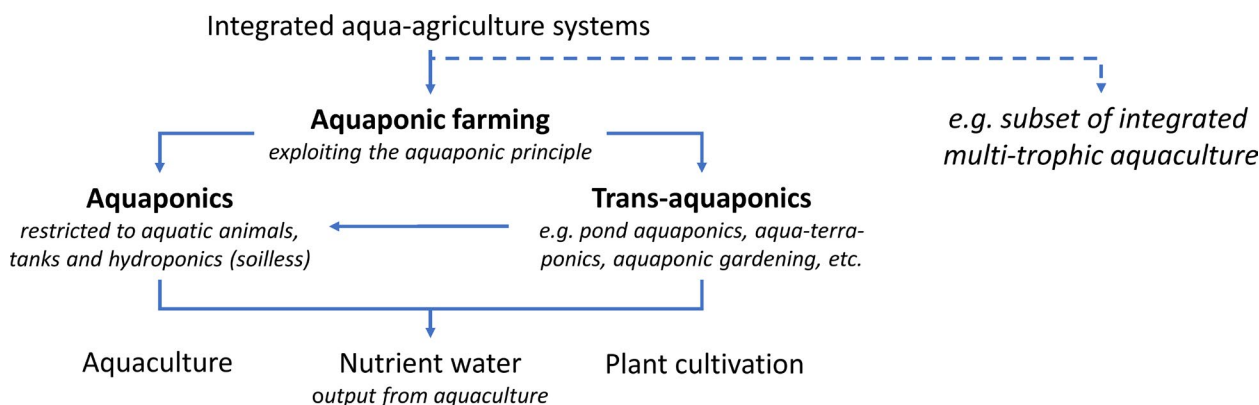 Integrated aqua-agriculture systems
Aquaponic farming
exploiting the aquaponic principle
e.g. subset of integrated
multi-trophic aquaculture
Aquaponics
restricted to aquatic animals,
tanks and hydroponics (soilless)
Trans-aquaponics
e.g. pond aquaponics, aqua-terra-
ponics, aquaponic gardening, etc.
Aquaculture
Nutrient water
output from aquaculture
Plant cultivation